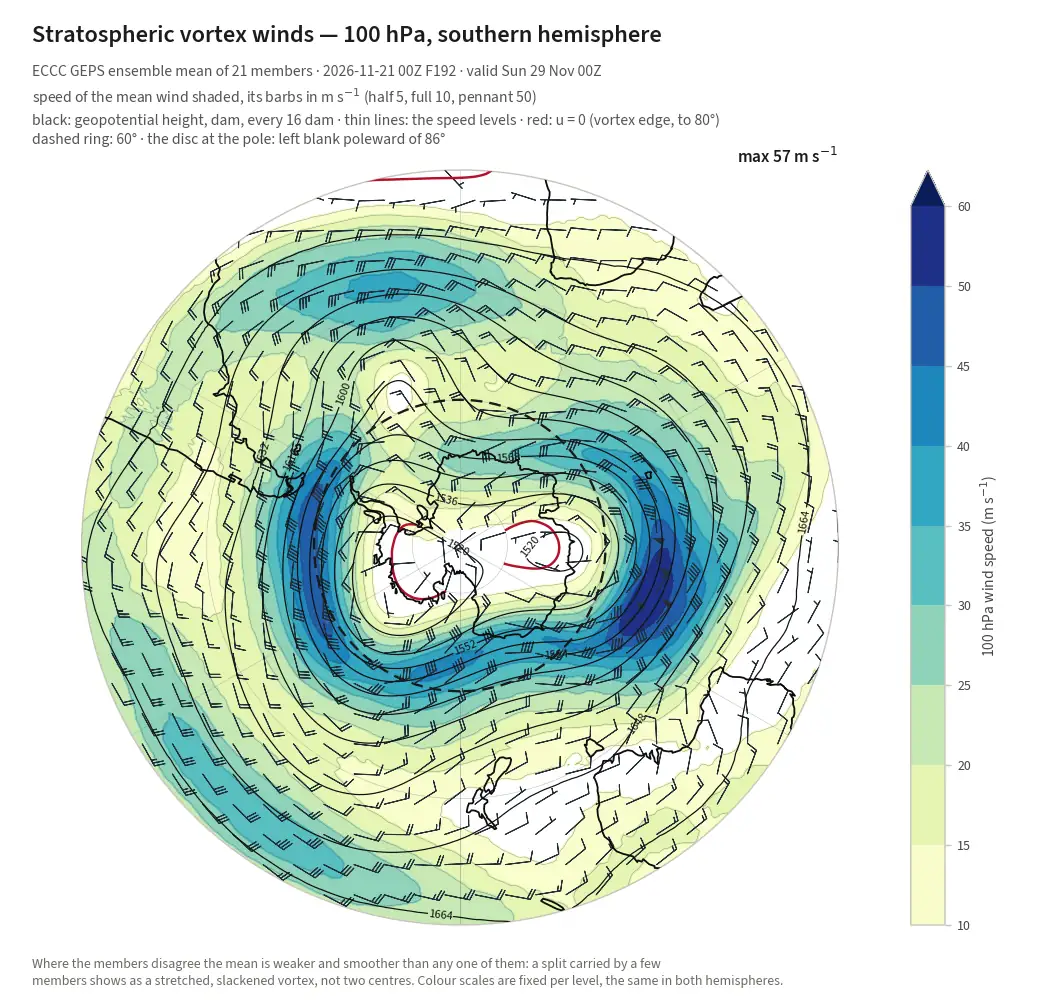 Stratospheric vortex winds — 100 hPa, southern hemisphere
ECCC GEPS ensemble mean of 21 members · 2026-11-21 00Z F192 · valid Sun 29 Nov 00Z
speed of the mean wind shaded, its barbs in m s⁻¹ (half 5, full 10, pennant 50)
black: geopotential height, dam, every 16 dam · thin lines: the speed levels · red: u = 0 (vortex edge, to 80°)
dashed ring: 60° · the disc at the pole: left blank poleward of 86°
max 57 m s⁻¹
60
50
45
40
35
30
25
20
15
10
100 hPa wind speed (m s⁻¹)
1600
1568
1536
1520
1664
1552
1648
1664
Where the members disagree the mean is weaker and smoother than any one of them: a split carried by a few
members shows as a stretched, slackened vortex, not two centres. Colour scales are fixed per level, the same in both hemispheres.